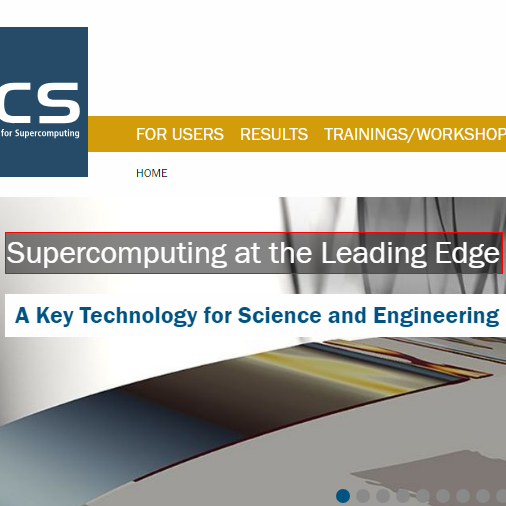 CS
for Supercomputing
FOR USERS RESULTS TRAININGS/WORKSHOP
HOME
Supercomputing at the Leading Edge
A Key Technology for Science and Engineering